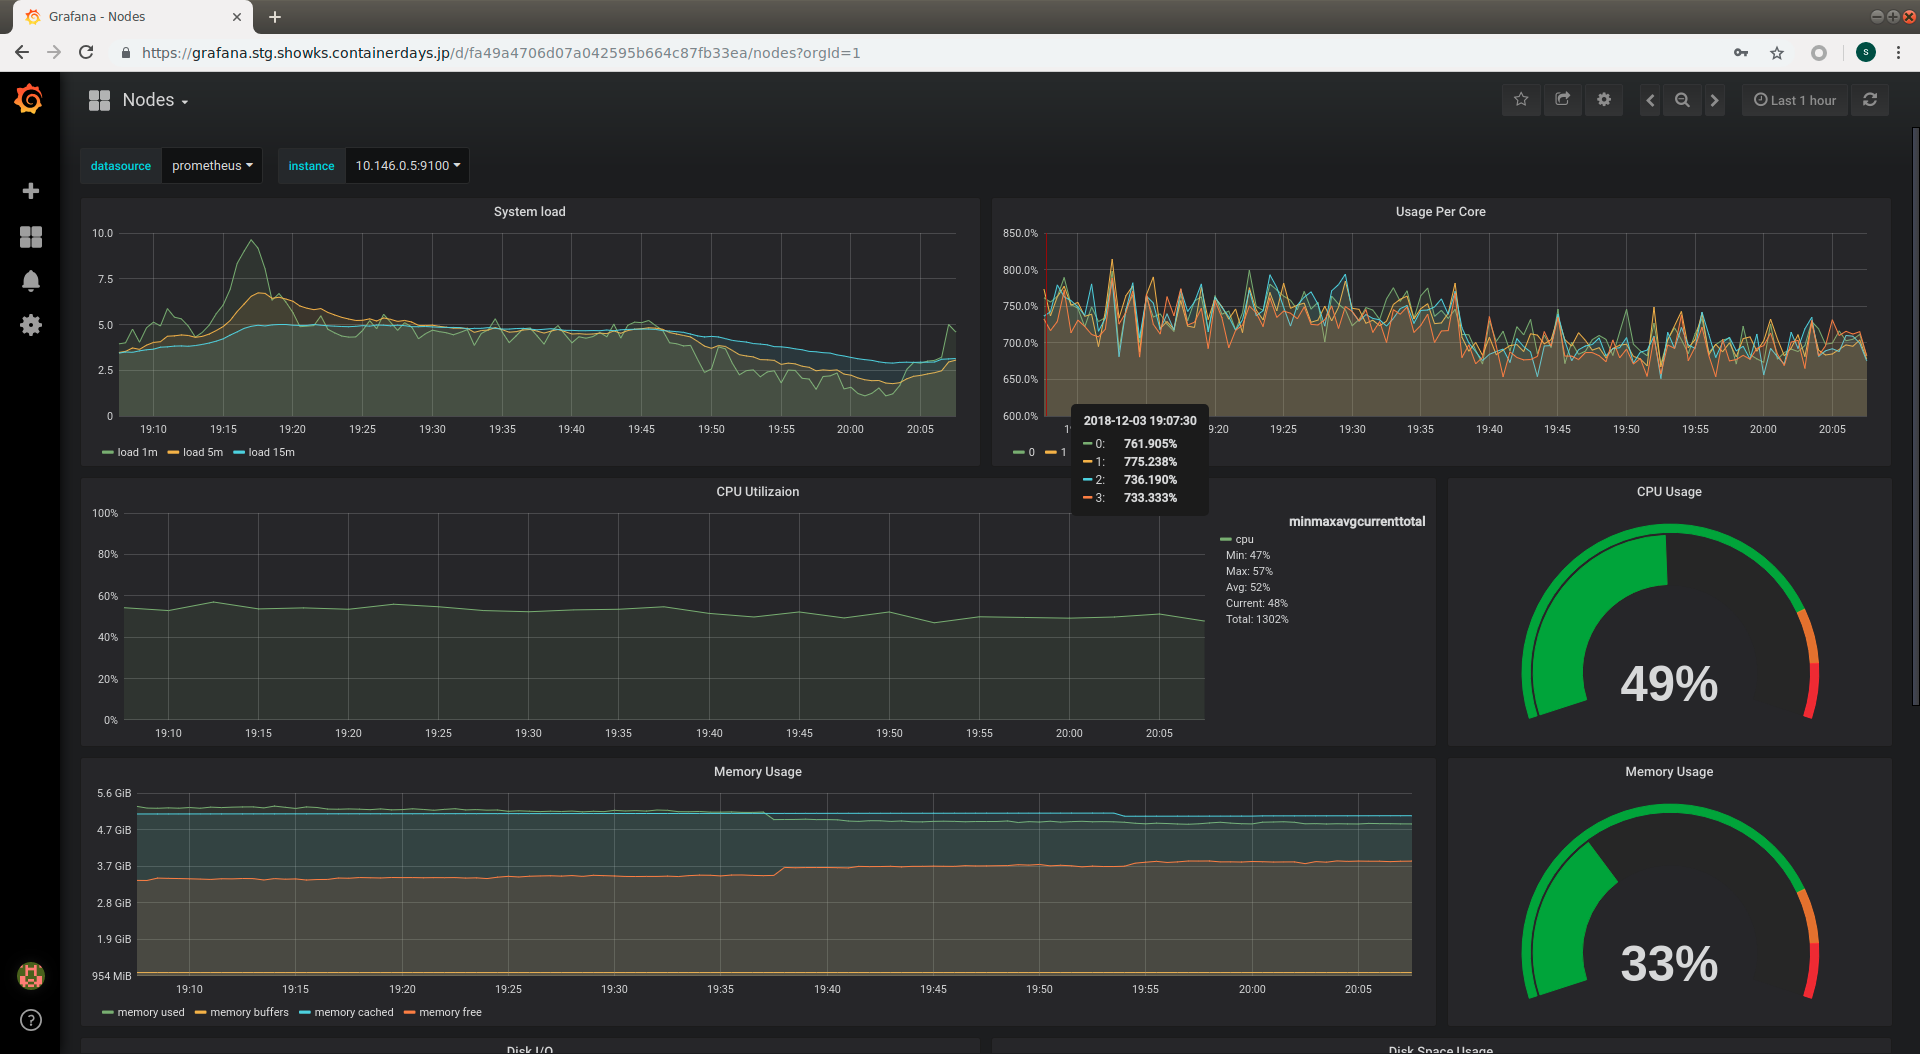 Grafana - Nodes
https://grafana.stg.showks.containerdays.jp/d/fa49a4706d07a042595b664c87fb33ea/nodes?orgId=1
S
Nodes
Last 1 hour
datasource prometheus instance 10.146.0.5:9100
System load
10.0
7.5
5.0
2.5
0
19:10 19:15 19:20 19:25 19:30 19:35 19:40 19:45 19:50 19:55 20:00 20:05
load 1m load 5m load 15m
Usage Per Core
850.0%
800.0%
750.0%
700.0%
650.0%
600.0%
1 :20 19:25 19:30 19:35 19:40 19:45 19:50 19:55 20:00 20:05
0 1
2018-12-03 19:07:30
0: 761.905%
1: 775.238%
2: 736.190%
3: 733.333%
CPU Utilizaion
100%
80%
60%
40%
20%
0%
19:10 19:15 19:20 19:25 19:30 19:35 19:40 19:45 19:50 19:55 20:00 20:05
minmaxavgcurrenttotal
cpu
Min: 47%
Max: 57%
Avg: 52%
Current: 48%
Total: 1302%
CPU Usage
49%
Memory Usage
5.6 GiB
4.7 GiB
3.7 GiB
2.8 GiB
1.9 GiB
954 MiB
19:10 19:15 19:20 19:25 19:30 19:35 19:40 19:45 19:50 19:55 20:00 20:05
memory used memory buffers memory cached memory free
Memory Usage
33%
Disk I/O
Disk Space Usage